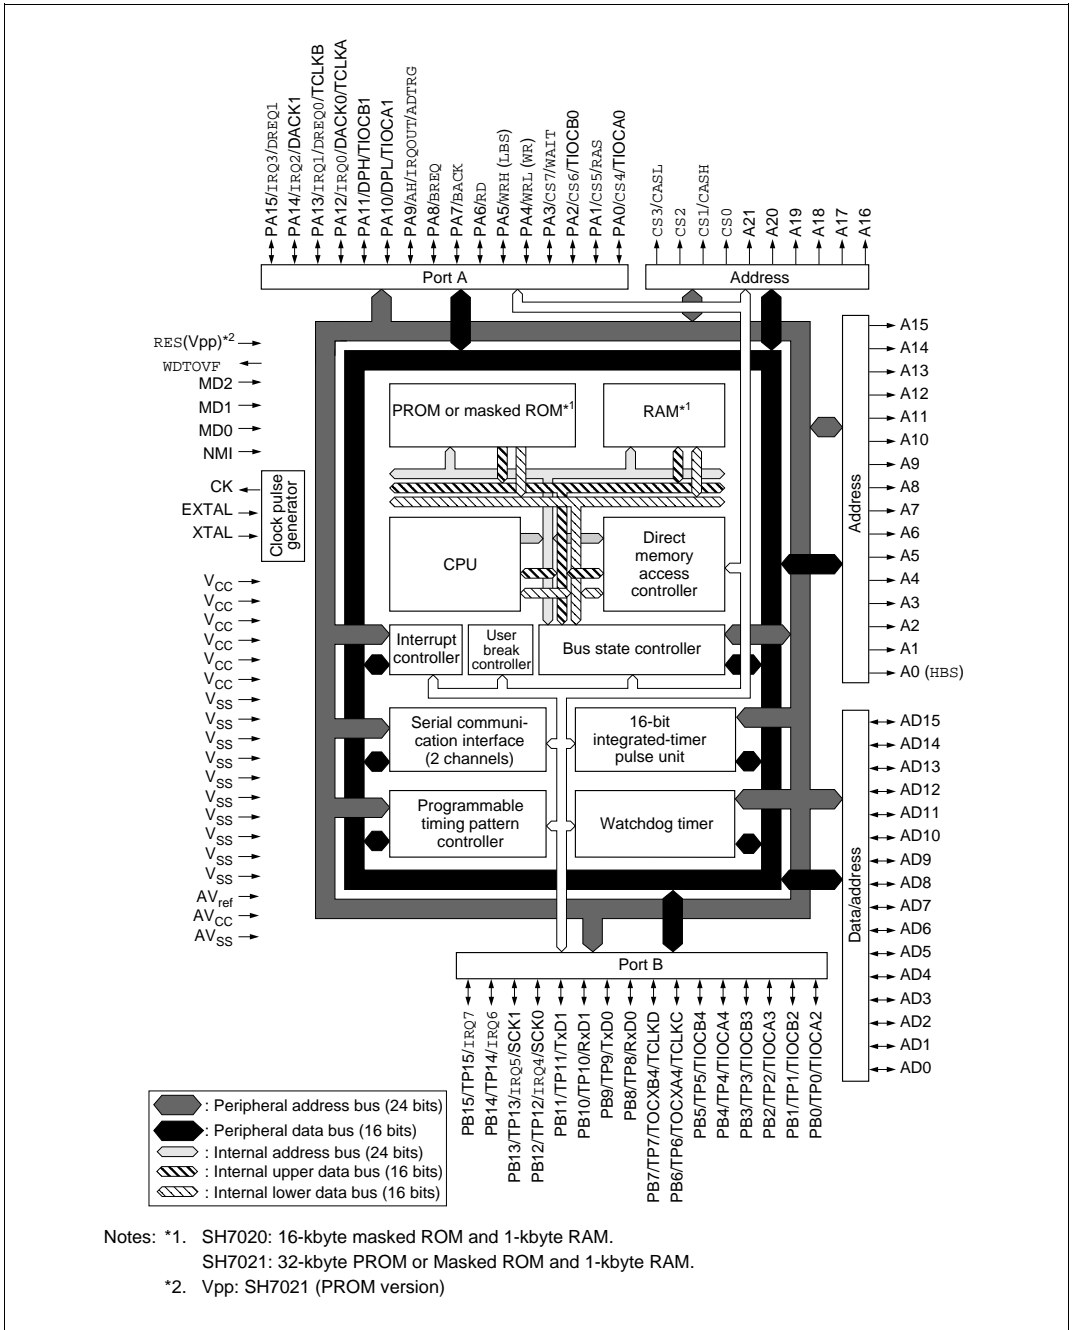 PA15/IRQ3/DREQ1
PA14/IRQ2/DACK1
PA13/IRQ1/DREQ0/TCLKB
PA12/IRQ0/DACK0/TCLKA
PA11/DPH/TIOCB1
PA10/DPL/TIOCA1
PA9/AH/IRQOUT/ADTRG
PA8/BREQ
PA7/BACK
PA6/RD
PA5/WRH (LBS)
PA4/WRL (WR)
PA3/CS7/WAIT
PA2/CS6/TIOCB0
PA1/CS5/RAS
PA0/CS4/TIOCA0
CS3/CASL
CS2
CS1/CASH
CS0
A21
A20
A19
A18
A17
A16
Port A
Address
RES(Vpp)*2
WDTOVF
MD2
MD1
MD0
NMI
CK
EXTAL
XTAL
Clock pulse
generator
VCC
VCC
VCC
VCC
VCC
VCC
VSS
VSS
VSS
VSS
VSS
VSS
VSS
VSS
VSS
VSS
AVref
AVCC
AVSS
PROM or masked ROM*1
RAM*1
CPU
Direct
memory
access
controller
Interrupt
controller
User
break
controller
Bus state controller
Serial communi-
cation interface
(2 channels)
16-bit
integrated-timer
pulse unit
Programmable
timing pattern
controller
Watchdog timer
Address
A15
A14
A13
A12
A11
A10
A9
A8
A7
A6
A5
A4
A3
A2
A1
A0 (HBS)
Data/address
AD15
AD14
AD13
AD12
AD11
AD10
AD9
AD8
AD7
AD6
AD5
AD4
AD3
AD2
AD1
AD0
Port B
PB15/TP15/IRQ7
PB14/TP14/IRQ6
PB13/TP13/IRQ5/SCK1
PB12/TP12/IRQ4/SCK0
PB11/TP11/TxD1
PB10/TP10/RxD1
PB9/TP9/TxD0
PB8/TP8/RxD0
PB7/TP7/TOCXB4/TCLKD
PB6/TP6/TOCXA4/TCLKC
PB5/TP5/TIOCB4
PB4/TP4/TIOCA4
PB3/TP3/TIOCB3
PB2/TP2/TIOCA3
PB1/TP1/TIOCB2
PB0/TP0/TIOCA2
: Peripheral address bus (24 bits)
: Peripheral data bus (16 bits)
: Internal address bus (24 bits)
: Internal upper data bus (16 bits)
: Internal lower data bus (16 bits)
Notes: *1. SH7020: 16-kbyte masked ROM and 1-kbyte RAM.
SH7021: 32-kbyte PROM or Masked ROM and 1-kbyte RAM.
*2. Vpp: SH7021 (PROM version)